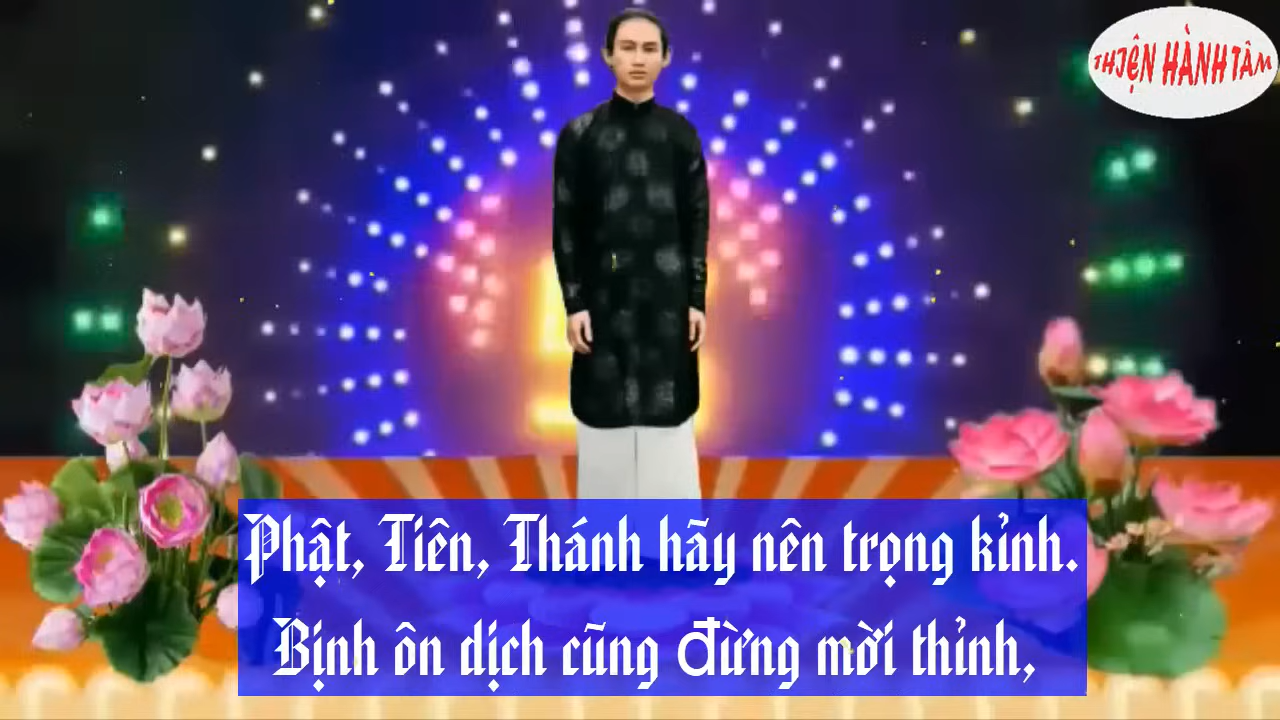 THIỆN HÀNH TÂM
Phật, Tiên, Thánh hãy nên trọng kỉnh.
Bịnh ôn dịch cũng đừng mời thỉnh,